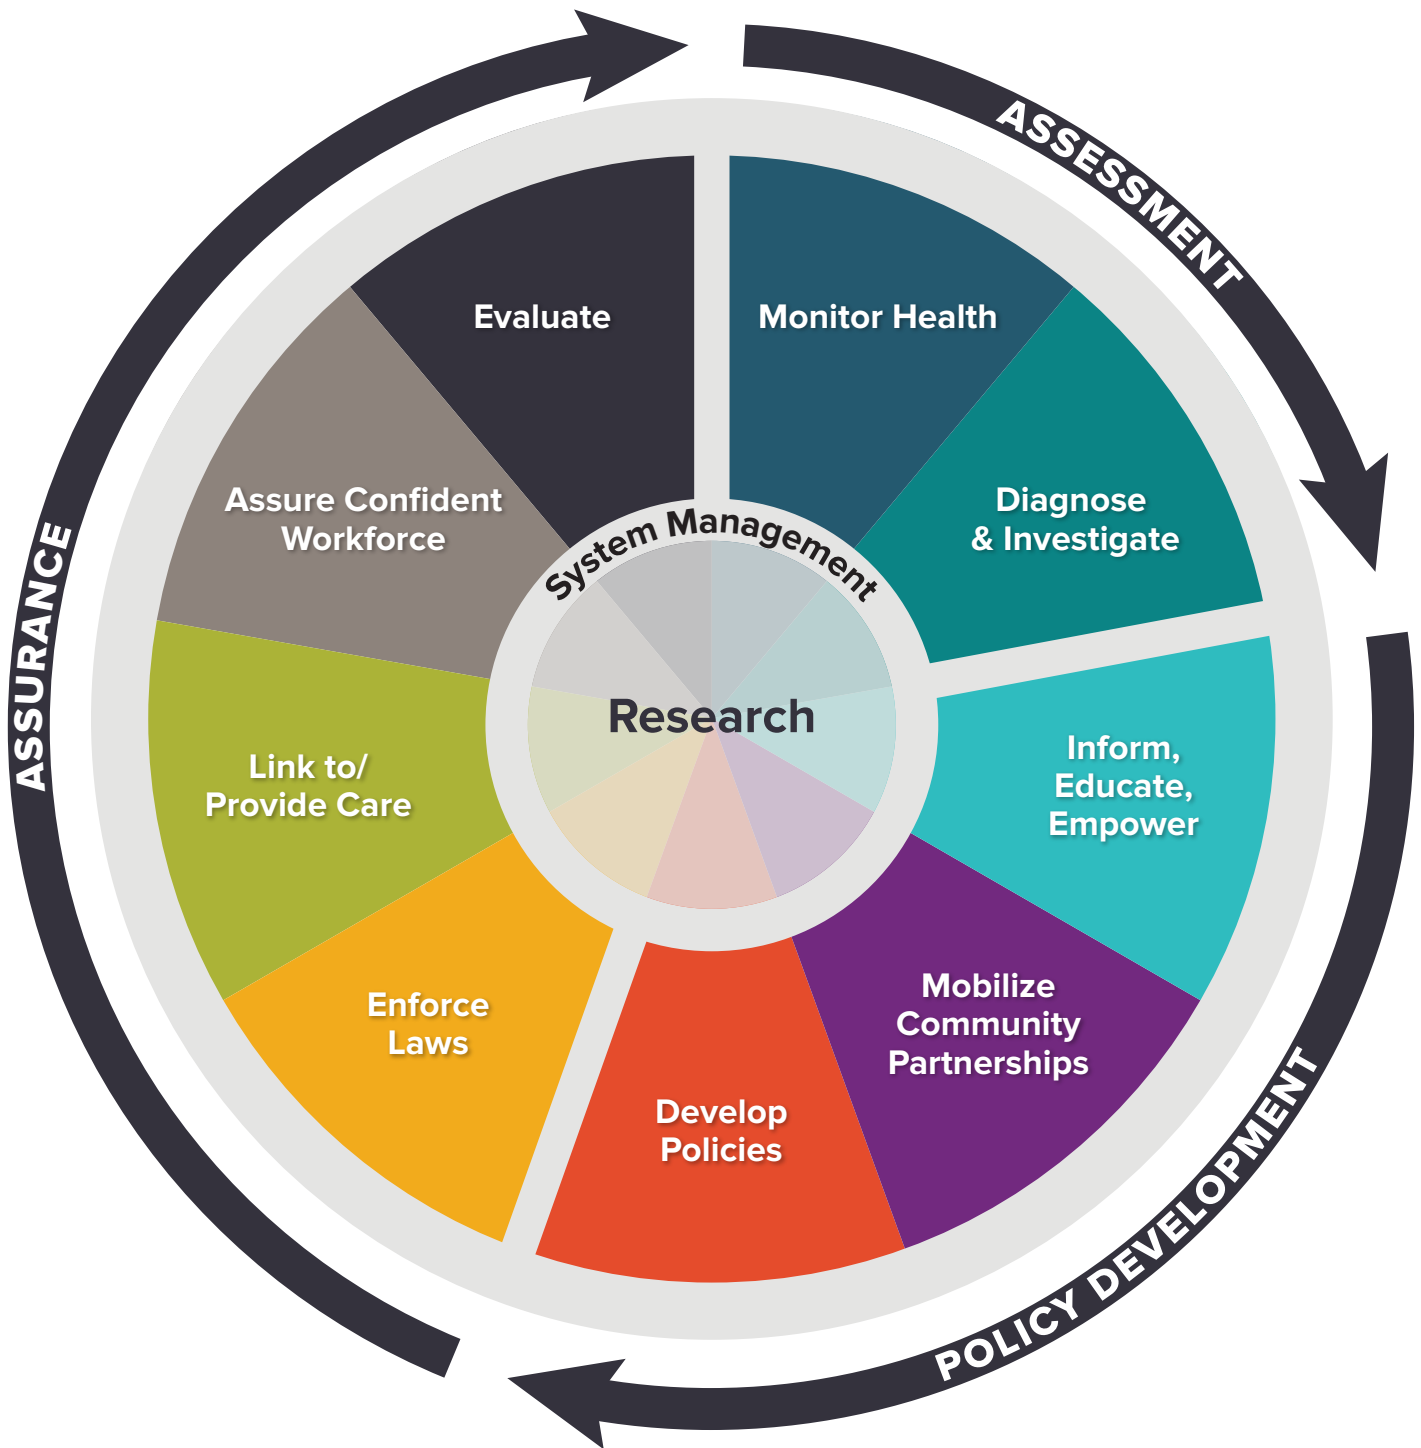 ASSESSMENT
POLICY DEVELOPMENT
ASSURANCE
Evaluate
Monitor Health
Diagnose
& Investigate
Inform,
Educate,
Empower
Mobilize
Community
Partnerships
Develop
Policies
Enforce
Laws
Link to/
Provide Care
Assure Confident
Workforce
System Management
Research